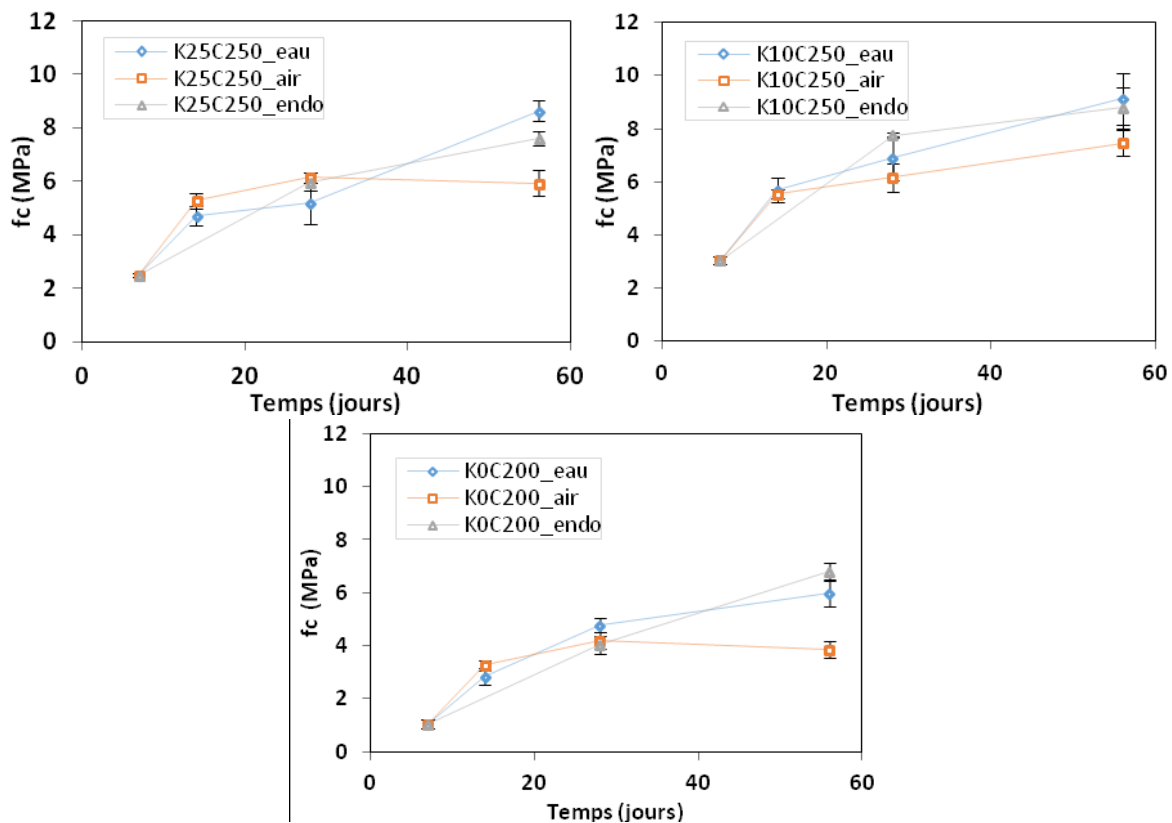 12
10
8
6
4
2
0
fc (MPa)
K25C250_eau
K25C250_air
K25C250_endo
0 20 40 60
Temps (jours)
12
10
8
6
4
2
0
fc (MPa)
K10C250_eau
K10C250_air
K10C250_endo
0 20 40 60
Temps (jours)
12
10
8
6
4
2
0
fc (MPa)
K0C200_eau
K0C200_air
K0C200_endo
0 20 40 60
Temps (jours)